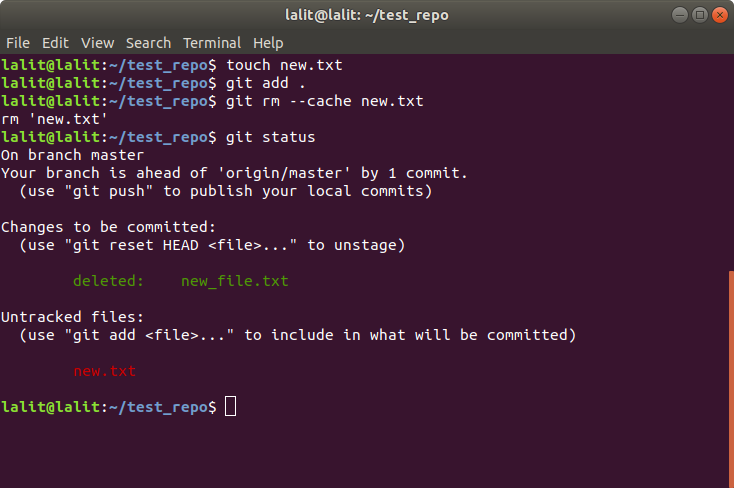 lalit@lalit: ~/test_repo
File Edit View Search Terminal Help
lalit@lalit:~/test_repo$ touch new.txt
lalit@lalit:~/test_repo$ git add .
lalit@lalit:~/test_repo$ git rm --cache new.txt
rm 'new.txt'
lalit@lalit:~/test_repo$ git status
On branch master
Your branch is ahead of 'origin/master' by 1 commit.
  (use "git push" to publish your local commits)
Changes to be committed:
  (use "git reset HEAD <file>..." to unstage)
        deleted:    new_file.txt
Untracked files:
  (use "git add <file>..." to include in what will be committed)
        new.txt
lalit@lalit:~/test_repo$